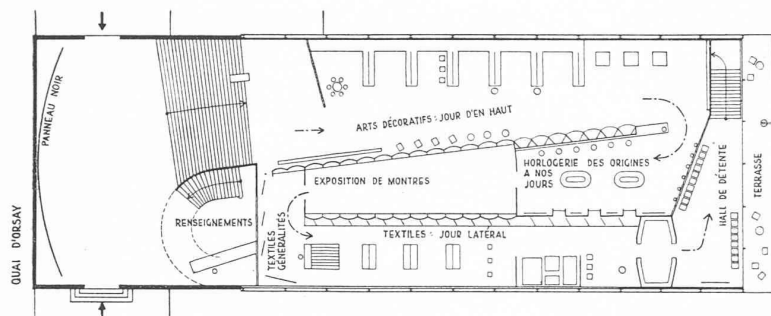 QUAI D'ORSAY
PANNEAU NOIR
RENSEIGNEMENTS
TEXTILES
GÉNÉRALITÉS
ARTS DÉCORATIFS : JOUR D'EN HAUT
EXPOSITION DE MONTRES
HORLOGERIE DES ORIGINES
A NOS
JOURS
TEXTILES : JOUR LATÉRAL
HALL DE DÉTENTE
TERRASSE